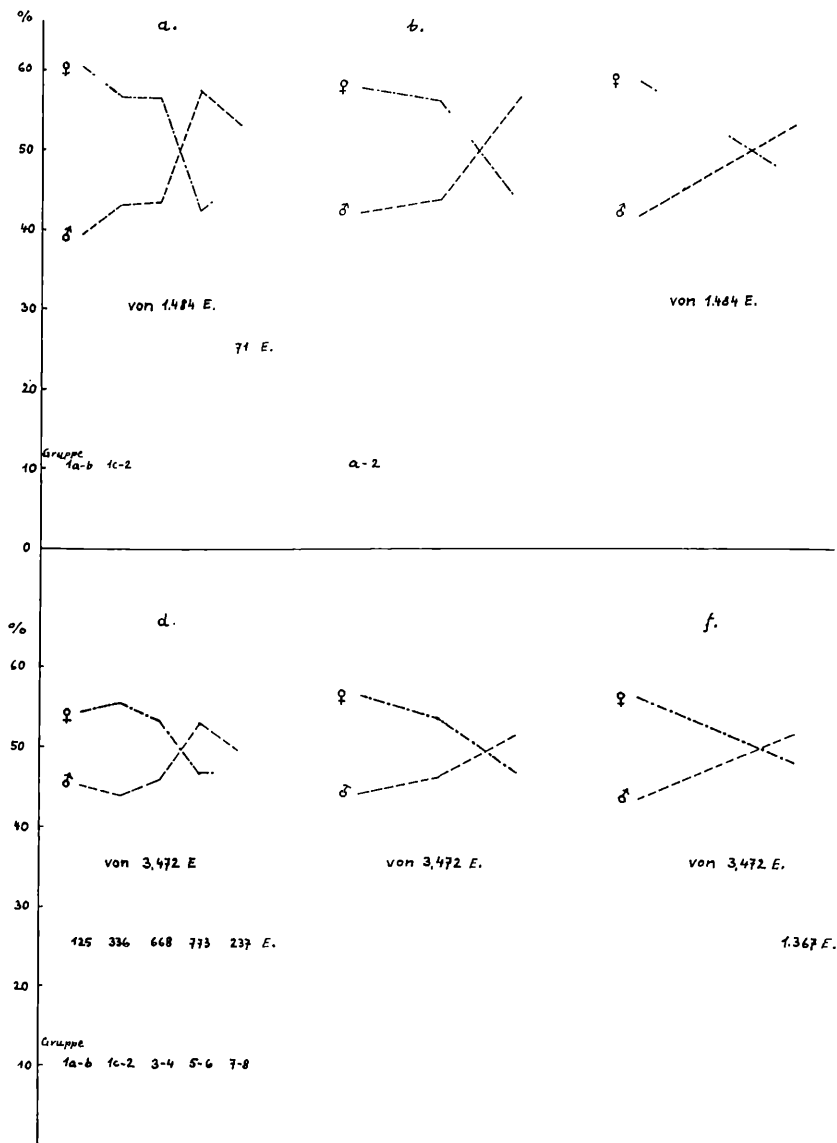 %
a.
b.
60
♀
♀
♀
50
40
♂
♂
♂
30
von 1.484 E.
von 1.484 E.
71 E.
20
Gruppe
10
1a-b 1c-2
a-2
0
%
d.
f.
60
♀
♀
♀
50
♂
♂
♂
40
von 3,472 E
von 3,472 E.
von 3,472 E.
30
125 336 668 773 237 E.
1.367 E.
20
Gruppe
10
1a-b 1c-2 3-4 5-6 7-8